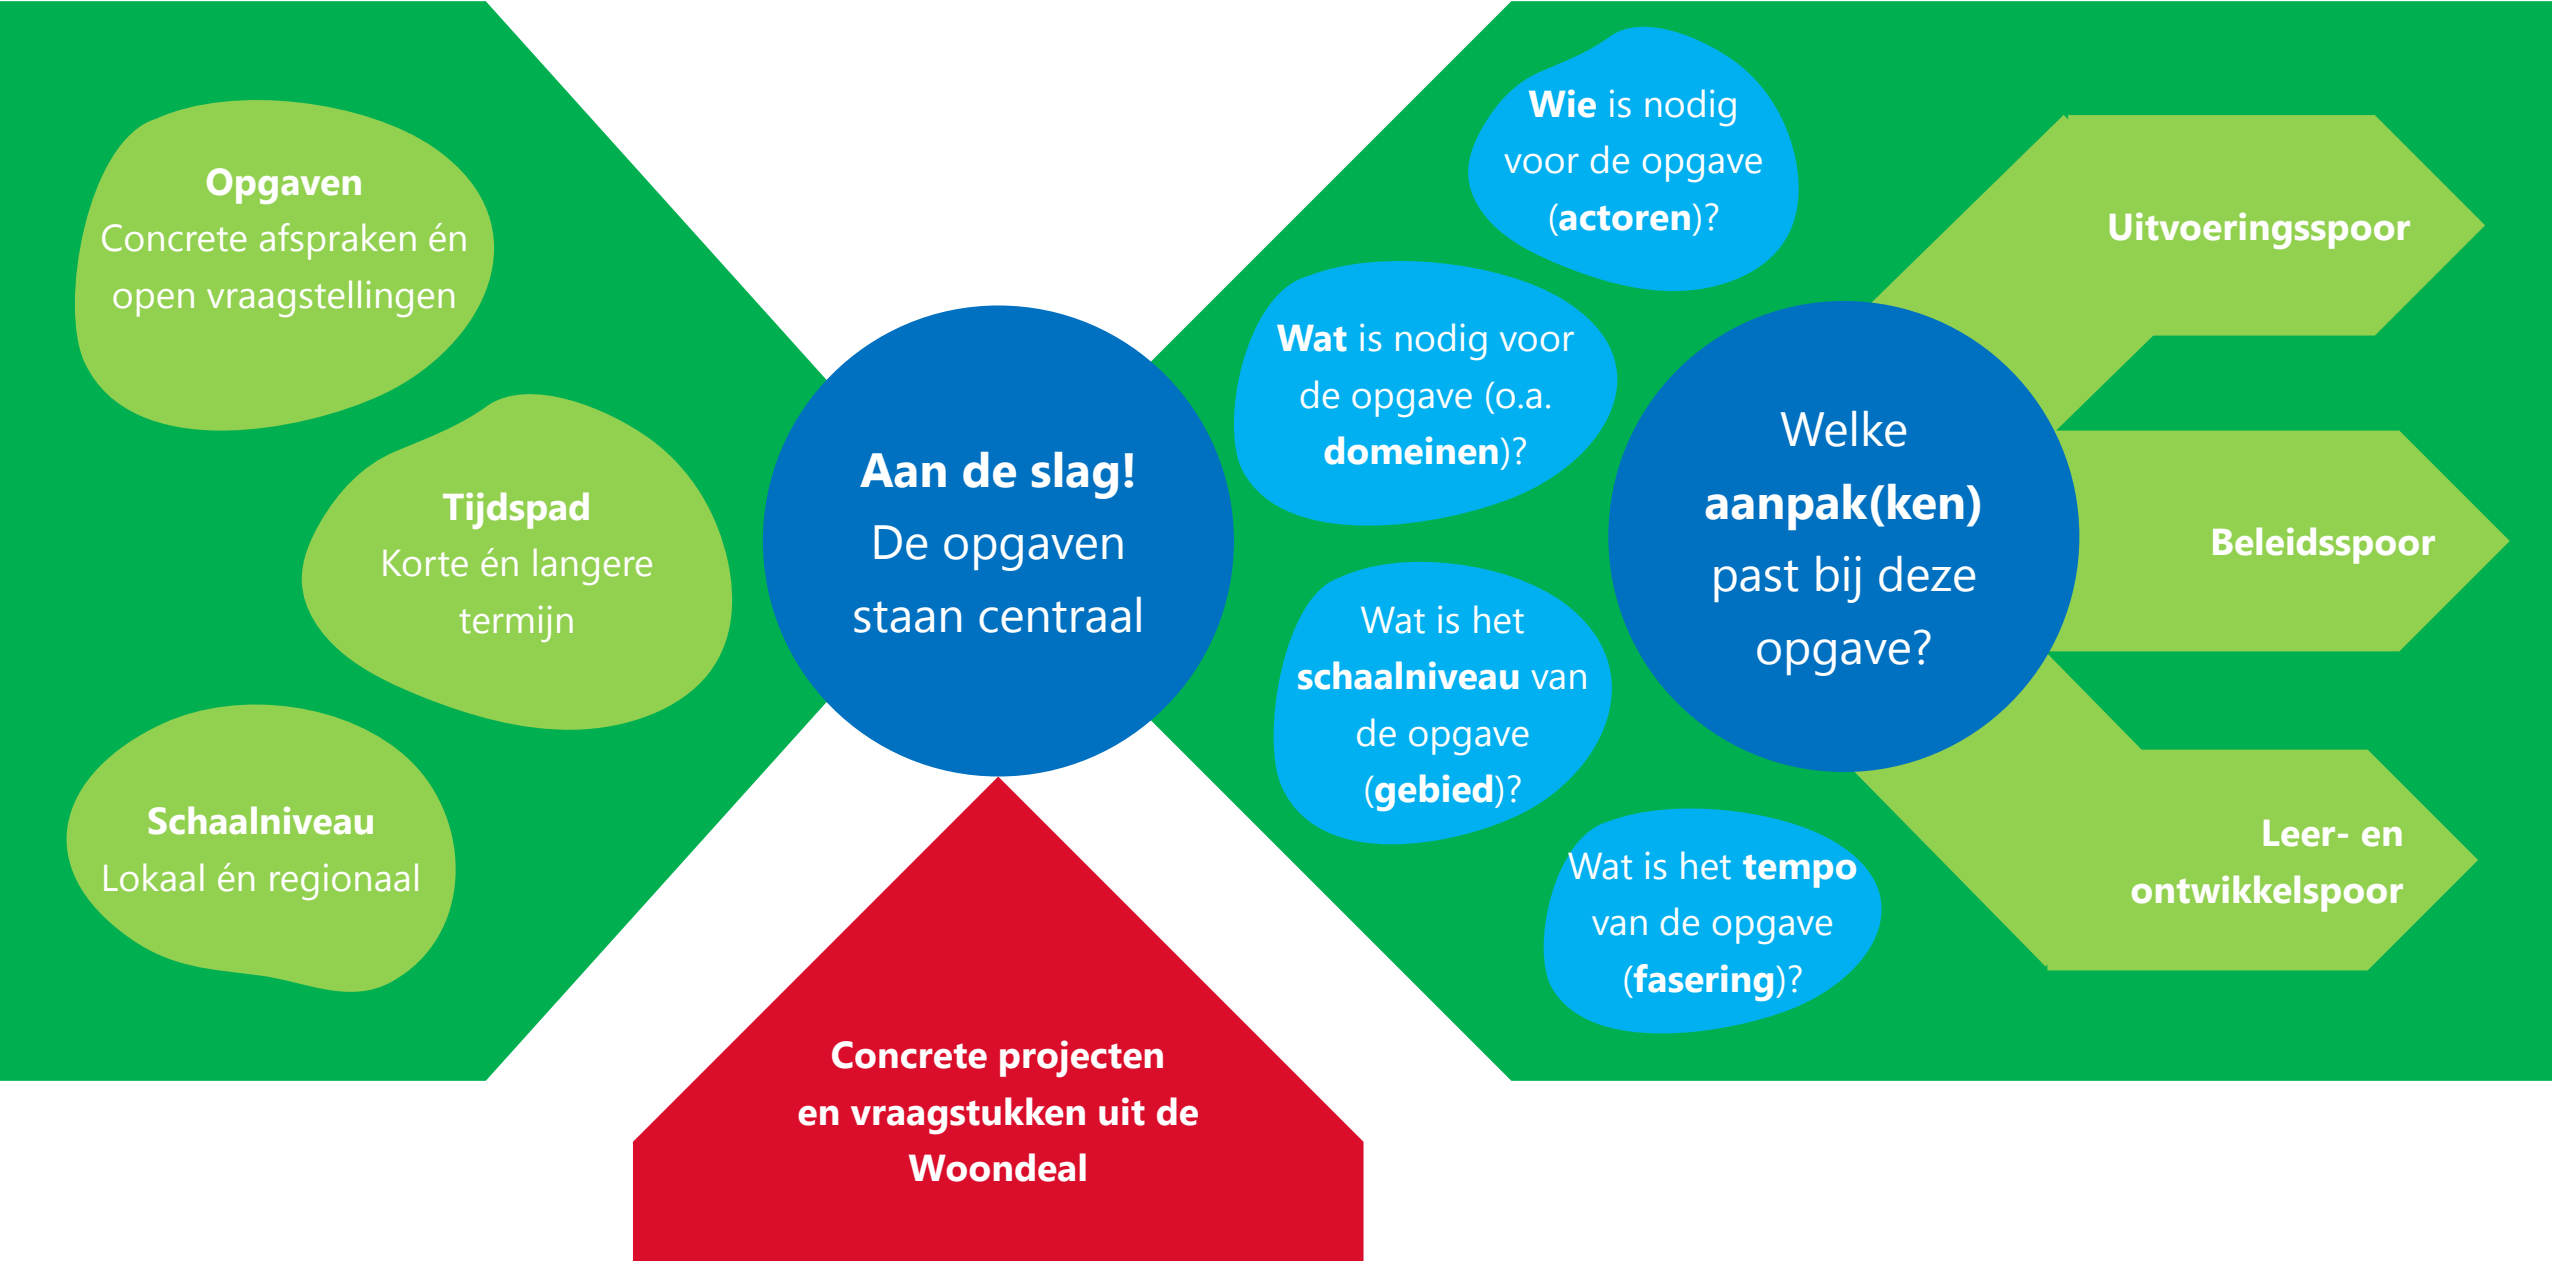 Opgaven
Concrete afspraken én
open vraagstellingen
Tijdspad
Korte én langere
termijn
Schaalniveau
Lokaal én regionaal
Aan de slag!
De opgaven
staan centraal
Concrete projecten
en vraagstukken uit de
Woondeal
Wie is nodig
voor de opgave
(actoren)?
Wat is nodig voor
de opgave (o.a.
domeinen)?
Wat is het
schaalniveau van
de opgave
(gebied)?
Wat is het tempo
van de opgave
(fasering)?
Welke
aanpak(ken)
past bij deze
opgave?
Uitvoeringsspoor
Beleidsspoor
Leer- en
ontwikkelspoor